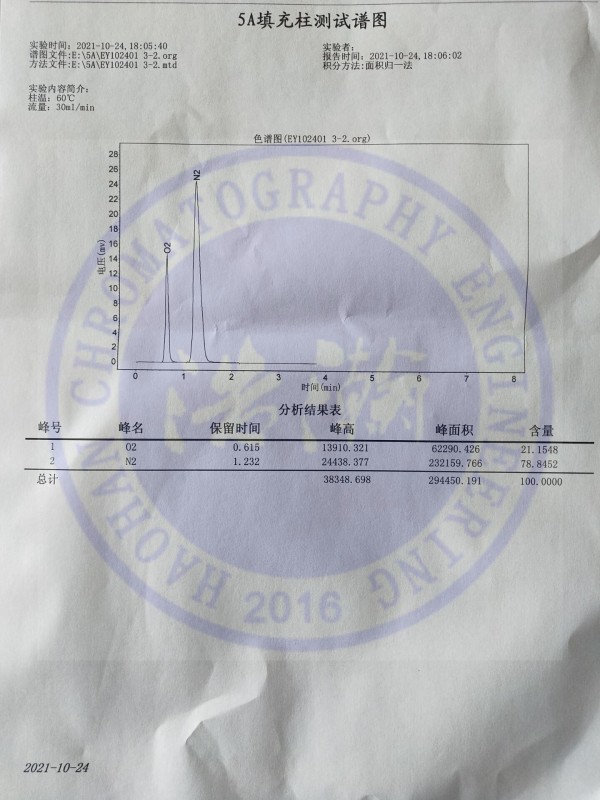 5A填充柱测试谱图
实验时间：2021-10-24,18:05:40
谱图文件:E:\5A\EY102401 3-2.org
方法文件:E:\5A\EY102401 3-2.mtd
实验者：
报告时间：2021-10-24,18:06:02
积分方法:面积归一法
实验内容简介：
柱温：60℃
流量：30ml/min
色谱图(EY102401 3-2.org)
电压(mv)
28
26
24
22
20
18
16
14
12
10
8
6
4
2
0
O2
N2
0 1 2 3 4 5 6 7 8
时间(min)
分析结果表
峰号 峰名 保留时间 峰高 峰面积 含量
1 O2 0.615 13910.321 62290.426 21.1548
2 N2 1.232 24438.377 232159.766 78.8452
总计 38348.698 294450.191 100.0000
HAOHAN CHROMATOGRAPHY ENGINEERING
浩瀚
2016
2021-10-24